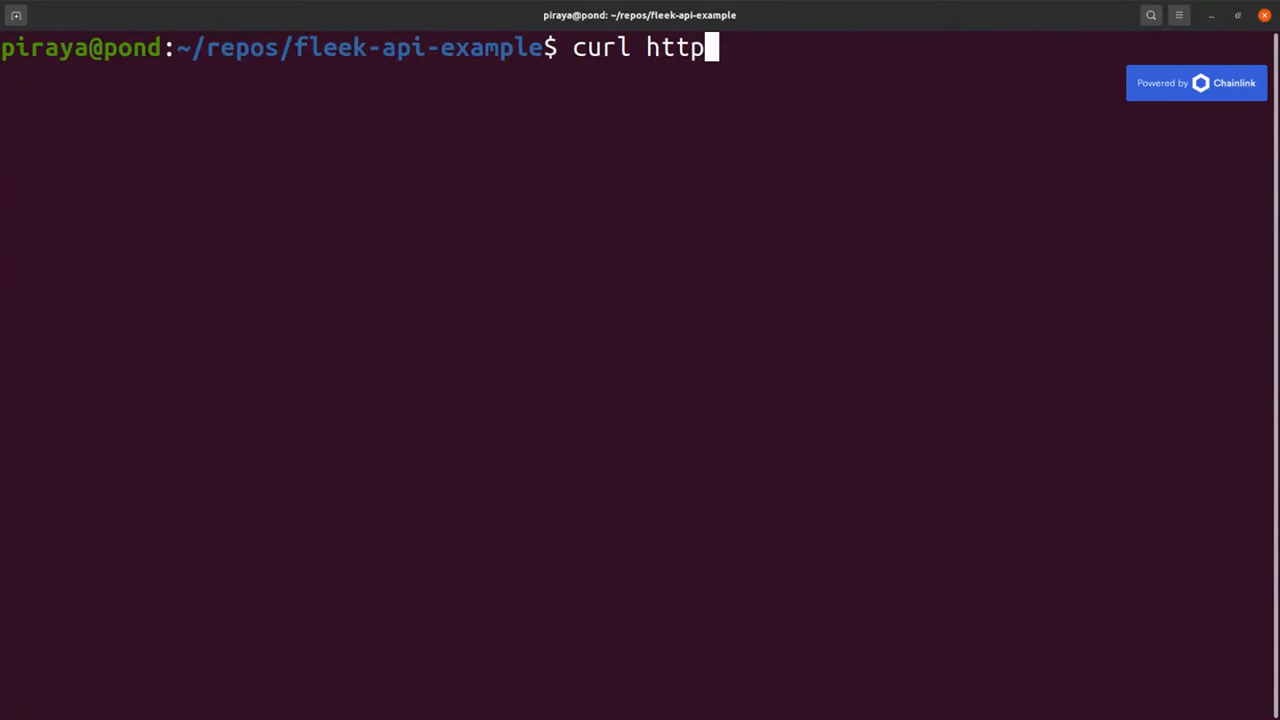 piraya@pond: ~/repos/fleek-api-example
piraya@pond:~/repos/fleek-api-example$ curl http
Powered by Chainlink